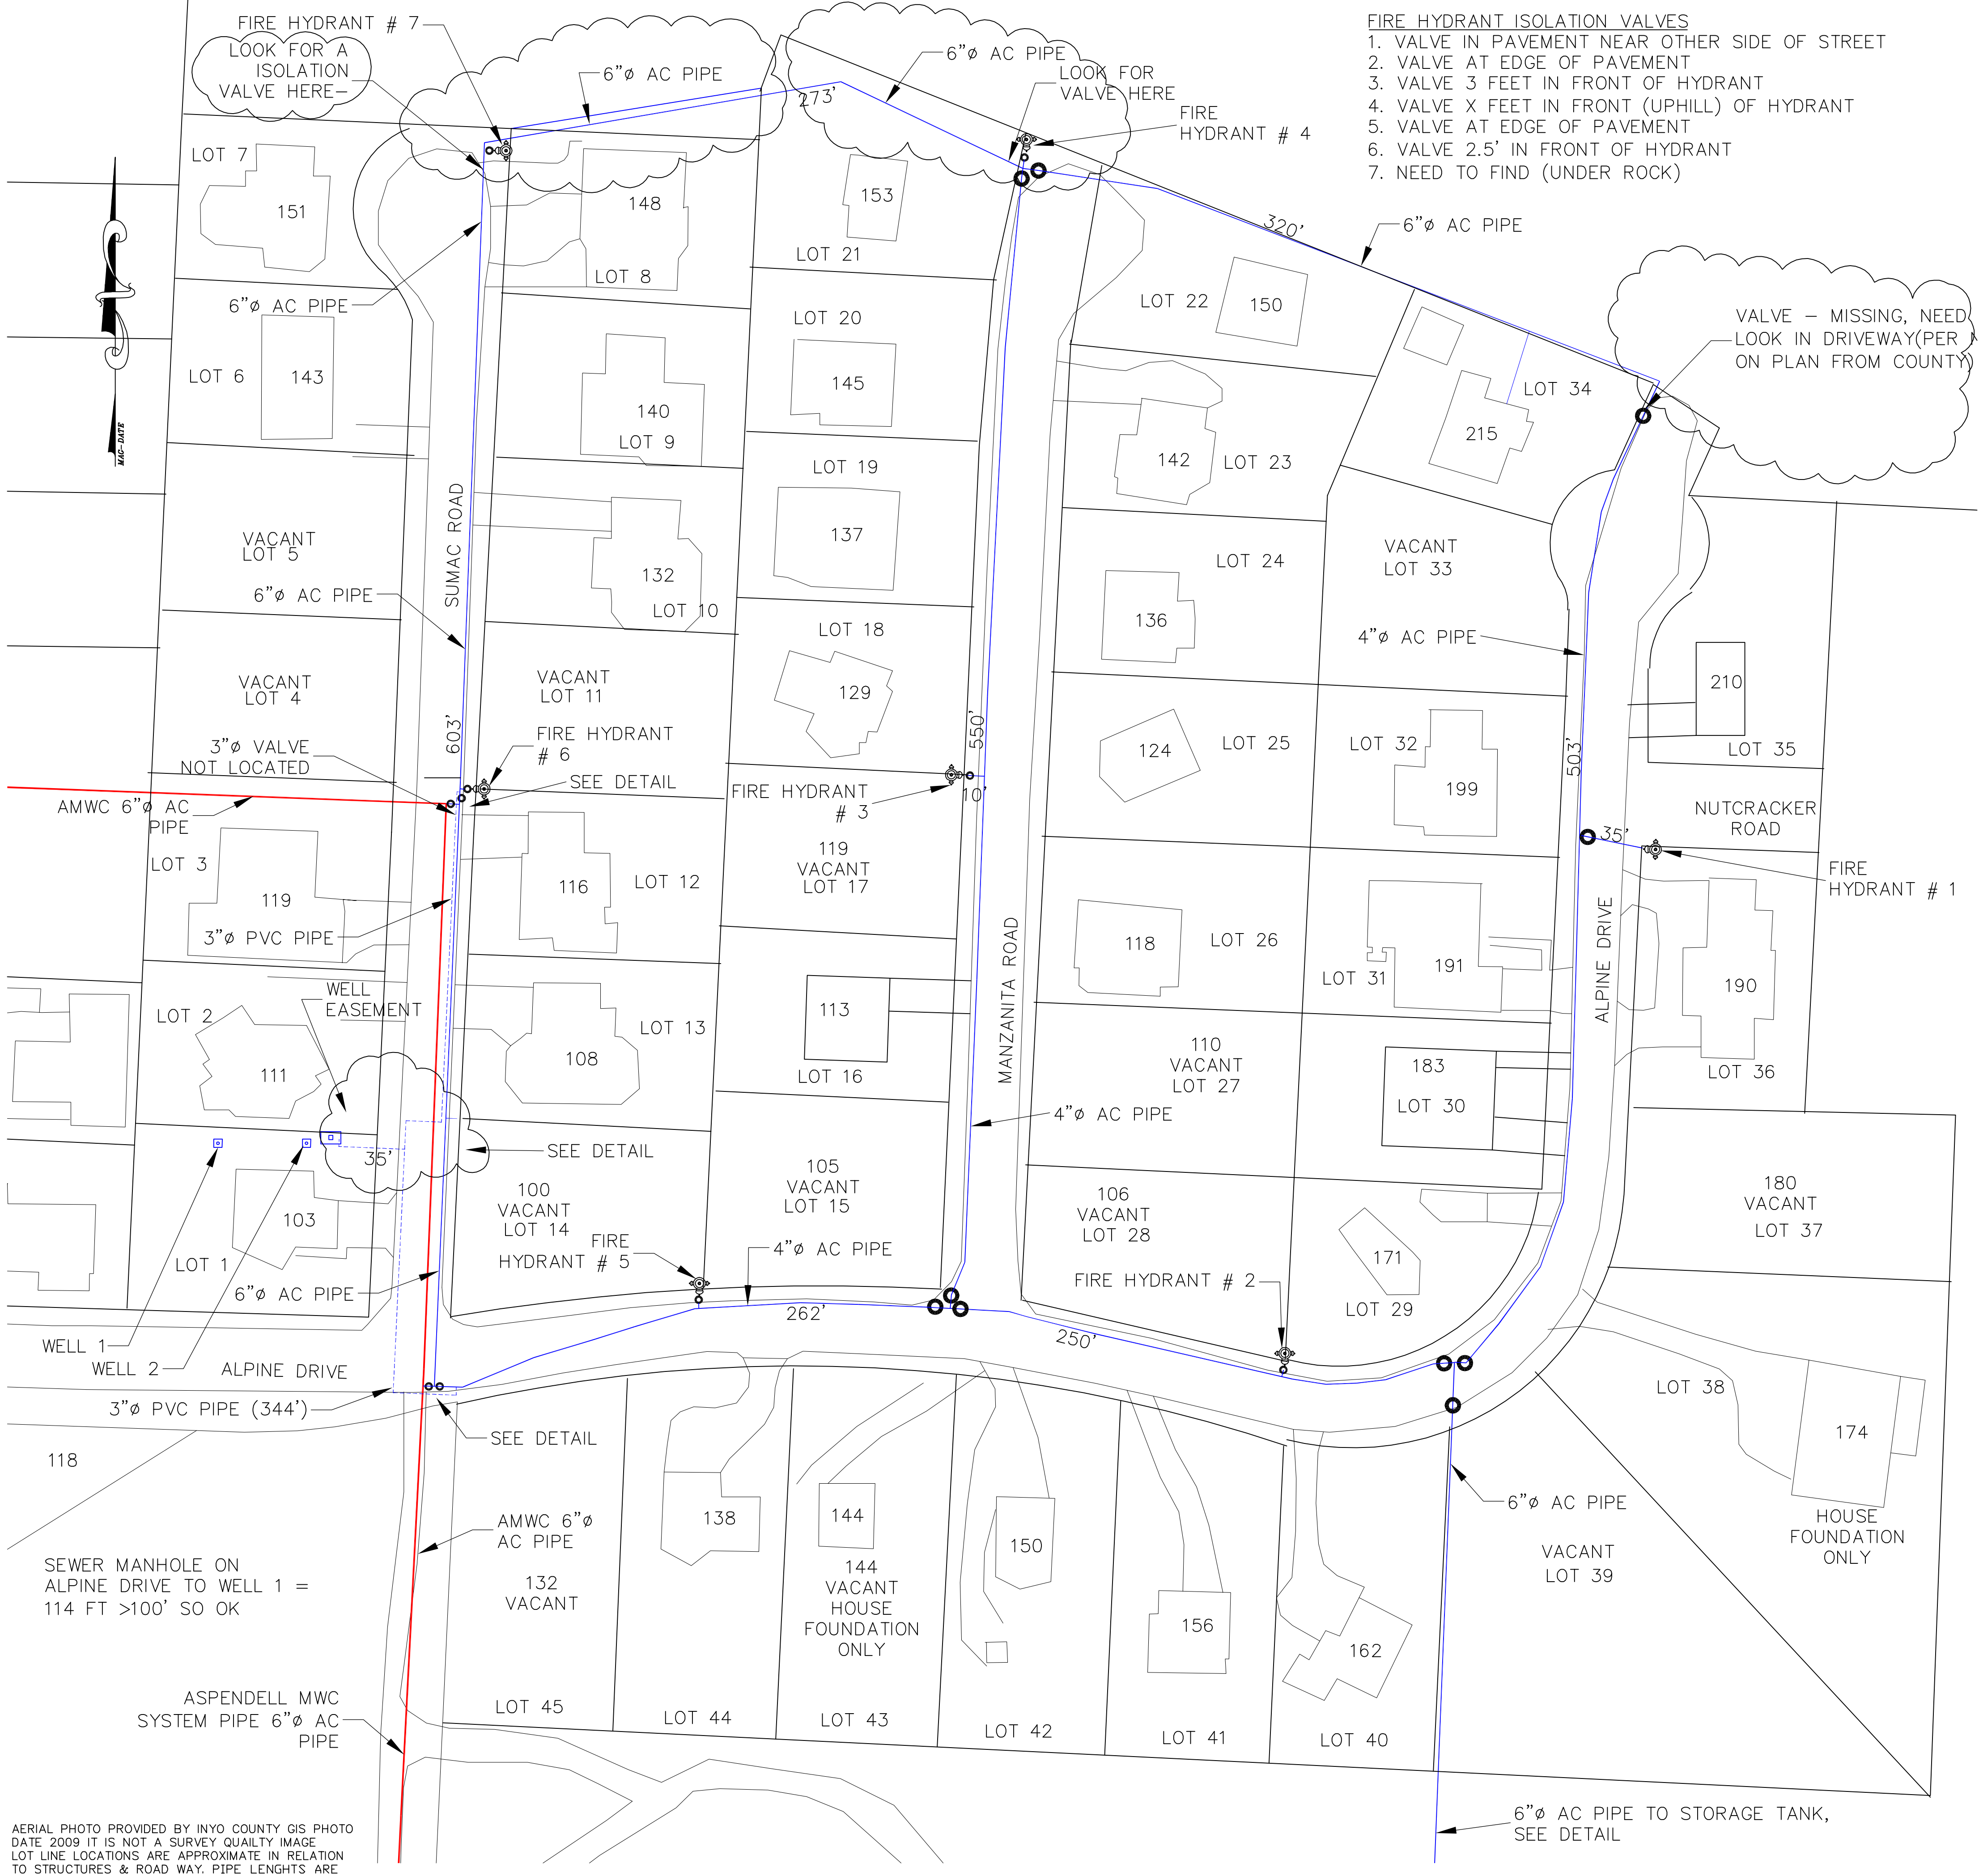 FIRE HYDRANT # 7
LOOK FOR A
ISOLATION
VALVE HERE-
6"ø AC PIPE
273'
6"ø AC PIPE
LOOK FOR
VALVE HERE
FIRE
HYDRANT # 4
FIRE HYDRANT ISOLATION VALVES
1. VALVE IN PAVEMENT NEAR OTHER SIDE OF STREET
2. VALVE AT EDGE OF PAVEMENT
3. VALVE 3 FEET IN FRONT OF HYDRANT
4. VALVE X FEET IN FRONT (UPHILL) OF HYDRANT
5. VALVE AT EDGE OF PAVEMENT
6. VALVE 2.5' IN FRONT OF HYDRANT
7. NEED TO FIND (UNDER ROCK)
LOT 7
151
148
LOT 8
153
LOT 21
320'
6"ø AC PIPE
MAG-DATE
6"ø AC PIPE
LOT 6
143
140
LOT 9
LOT 20
145
LOT 22
150
VALVE – MISSING, NEED
LOOK IN DRIVEWAY(PER
ON PLAN FROM COUNTY)
LOT 34
215
LOT 19
137
142
LOT 23
SUMAC ROAD
VACANT
LOT 5
6"ø AC PIPE
132
LOT 10
LOT 18
129
LOT 24
136
VACANT
LOT 33
4"ø AC PIPE
VACANT
LOT 4
VACANT
LOT 11
603'
3"ø VALVE
NOT LOCATED
FIRE HYDRANT
# 6
SEE DETAIL
550'
FIRE HYDRANT
# 3
10'
124
LOT 25
LOT 32
199
503'
210
LOT 35
NUTCRACKER
ROAD
35'
FIRE
HYDRANT # 1
AMWC 6"ø AC
PIPE
LOT 3
119
3"ø PVC PIPE
116
LOT 12
119
VACANT
LOT 17
118
LOT 26
LOT 31
191
ALPINE DRIVE
190
LOT 36
WELL
EASEMENT
LOT 2
111
108
LOT 13
113
LOT 16
MANZANITA ROAD
110
VACANT
LOT 27
183
LOT 30
4"ø AC PIPE
35'
SEE DETAIL
LOT 1
103
100
VACANT
LOT 14
105
VACANT
LOT 15
106
VACANT
LOT 28
171
LOT 29
180
VACANT
LOT 37
FIRE
HYDRANT # 5
4"ø AC PIPE
FIRE HYDRANT # 2
6"ø AC PIPE
262'
250'
WELL 1
WELL 2
ALPINE DRIVE
3"ø PVC PIPE (344')
SEE DETAIL
LOT 38
174
HOUSE
FOUNDATION
ONLY
118
AMWC 6"ø
AC PIPE
132
VACANT
138
144
144
VACANT
HOUSE
FOUNDATION
ONLY
150
156
162
6"ø AC PIPE
VACANT
LOT 39
SEWER MANHOLE ON
ALPINE DRIVE TO WELL 1 =
114 FT >100' SO OK
ASPENDELL MWC
SYSTEM PIPE 6"ø AC
PIPE
LOT 45
LOT 44
LOT 43
LOT 42
LOT 41
LOT 40
6"ø AC PIPE TO STORAGE TANK,
SEE DETAIL
AERIAL PHOTO PROVIDED BY INYO COUNTY GIS PHOTO
DATE 2009 IT IS NOT A SURVEY QUAILTY IMAGE
LOT LINE LOCATIONS ARE APPROXIMATE IN RELATION
TO STRUCTURES & ROAD WAY. PIPE LENGHTS ARE